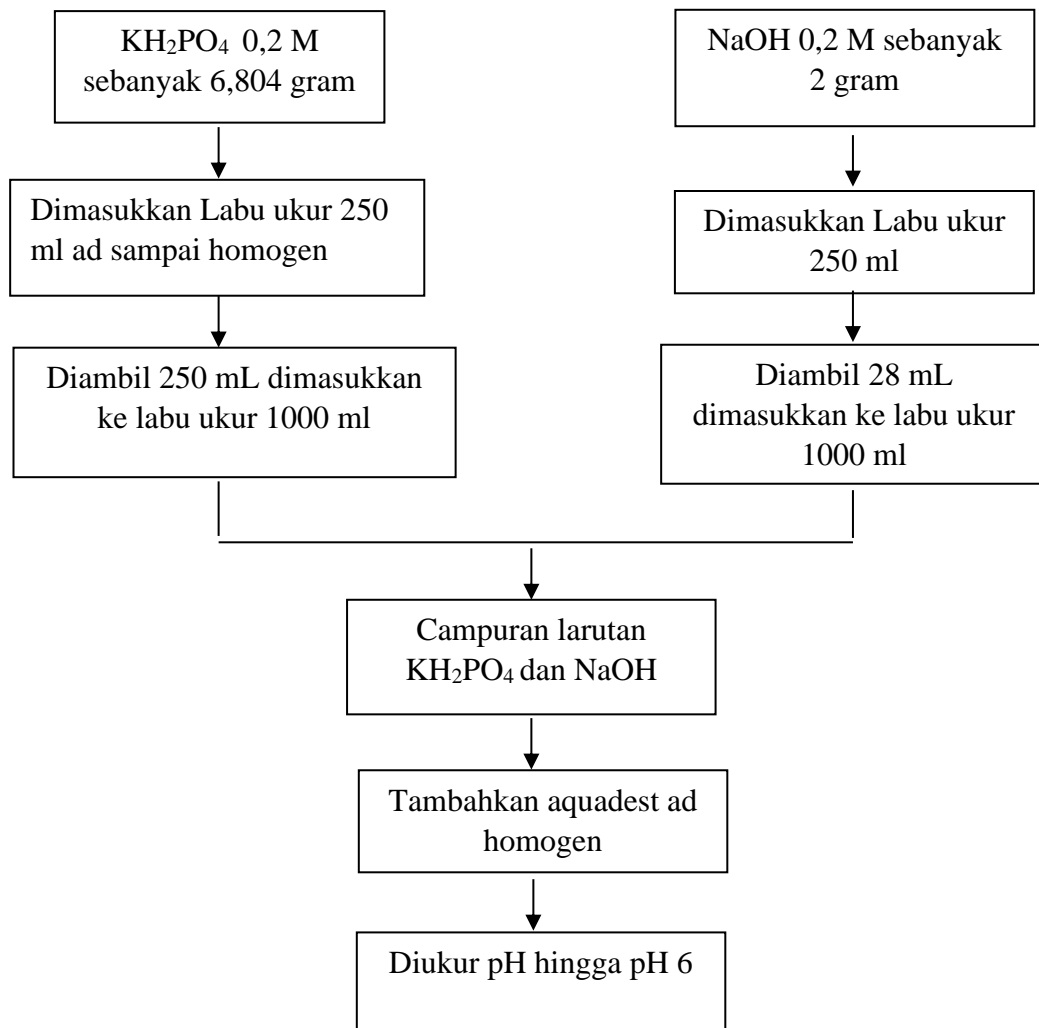 KH₂PO₄ 0,2 M
sebanyak 6,804 gram
NaOH 0,2 M sebanyak
2 gram
Dimasukkan Labu ukur 250
ml ad sampai homogen
Dimasukkan Labu ukur
250 ml
Diambil 250 mL dimasukkan
ke labu ukur 1000 ml
Diambil 28 mL
dimasukkan ke labu ukur
1000 ml
Campuran larutan
KH₂PO₄ dan NaOH
Tambahkan aquadest ad
homogen
Diukur pH hingga pH 6